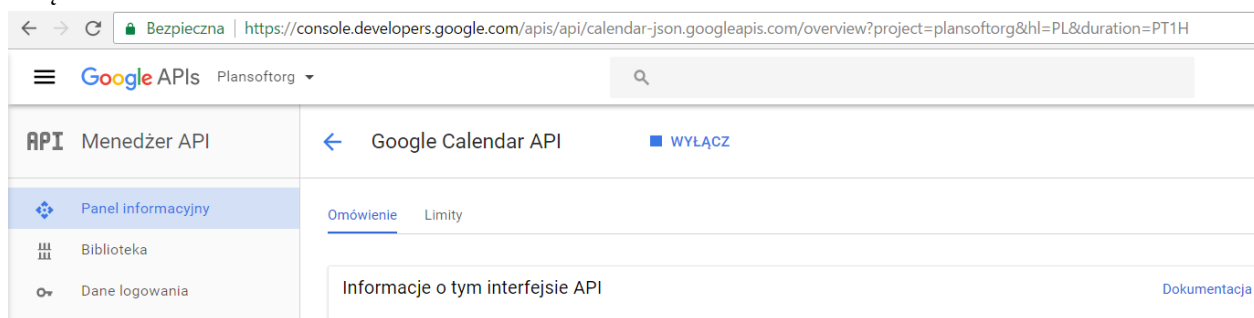 Bezpieczna | https://console.developers.google.com/apis/api/calendar-json.googleapis.com/overview?project=plansoftorg&hl=PL&duration=PT1H
Google APIs Plansoftorg
API Menedżer API
Google Calendar API WYŁĄCZ
Panel informacyjny
Omówienie Limity
Biblioteka
Dane logowania
Informacje o tym interfejsie API Dokumentacja